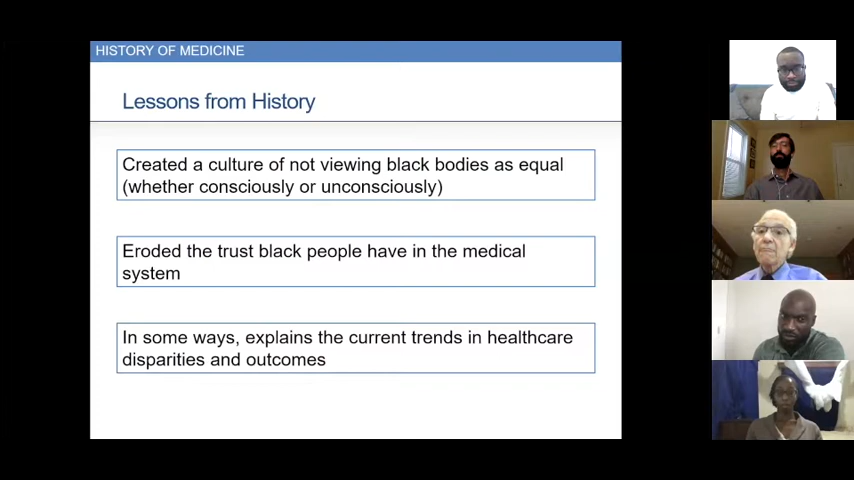 HISTORY OF MEDICINE
Lessons from History
Created a culture of not viewing black bodies as equal
(whether consciously or unconsciously)
Eroded the trust black people have in the medical
system
In some ways, explains the current trends in healthcare
disparities and outcomes